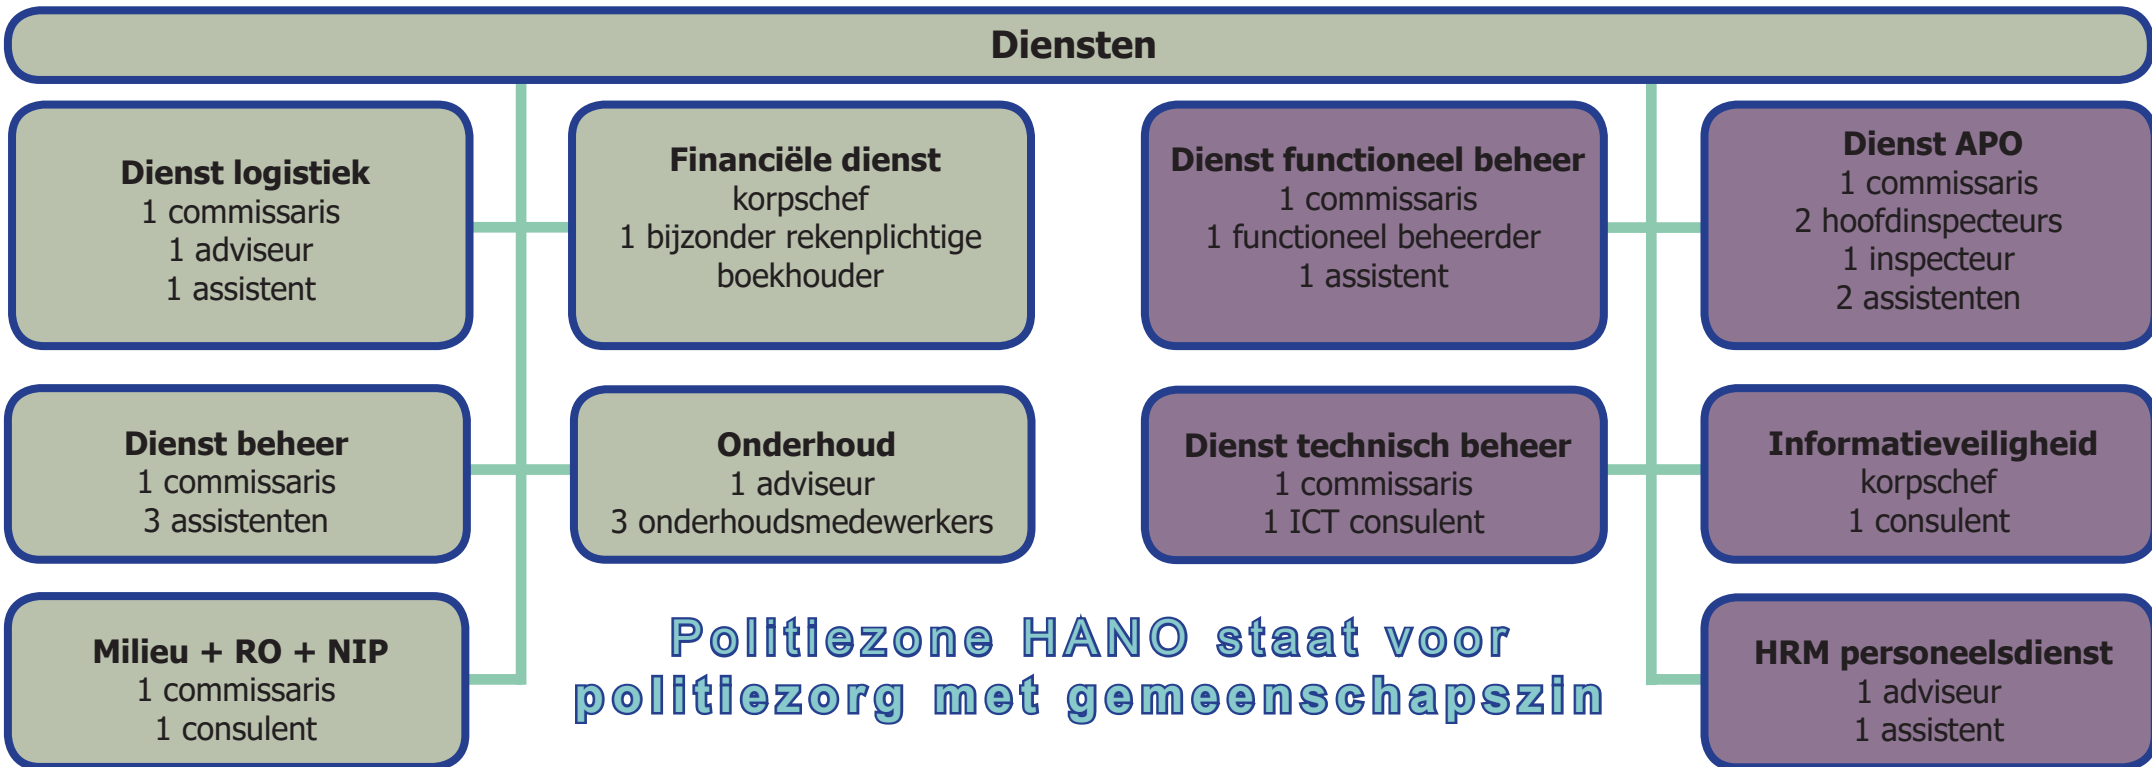 Diensten
Dienst logistiek
1 commissaris
1 adviseur
1 assistent
Financiële dienst
korpschef
1 bijzonder rekenplichtige
boekhouder
Dienst functioneel beheer
1 commissaris
1 functioneel beheerder
1 assistent
Dienst APO
1 commissaris
2 hoofdinspecteurs
1 inspecteur
2 assistenten
Dienst beheer
1 commissaris
3 assistenten
Onderhoud
1 adviseur
3 onderhoudsmedewerkers
Dienst technisch beheer
1 commissaris
1 ICT consulent
Informatieveiligheid
korpschef
1 consulent
Milieu + RO + NIP
1 commissaris
1 consulent
Politiezone HANO staat voor
politiezorg met gemeenschapszin
HRM personeelsdienst
1 adviseur
1 assistent